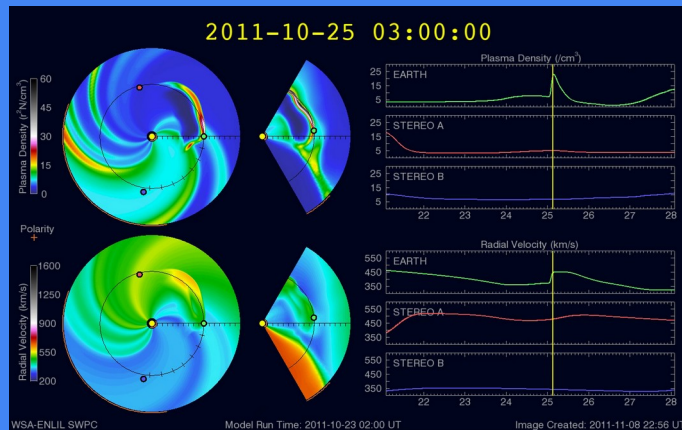 2011-10-25 03:00:00
Plasma Density (/cm³)
Plasma Density (r²N/cm³)
60
45
30
15
0
25
15
5
EARTH
25
15
5
STEREO A
25
15
5
STEREO B
22 23 24 25 26 27 28
Polarity
+
Radial Velocity (km/s)
Radial Velocity (km/s)
1600
1250
900
550
200
550
450
350
EARTH
550
450
350
STEREO A
550
450
350
STEREO B
22 23 24 25 26 27 28
WSA-ENLIL SWPC
Model Run Time: 2011-10-23 02:00 UT
Image Created: 2011-11-08 22:56 UT